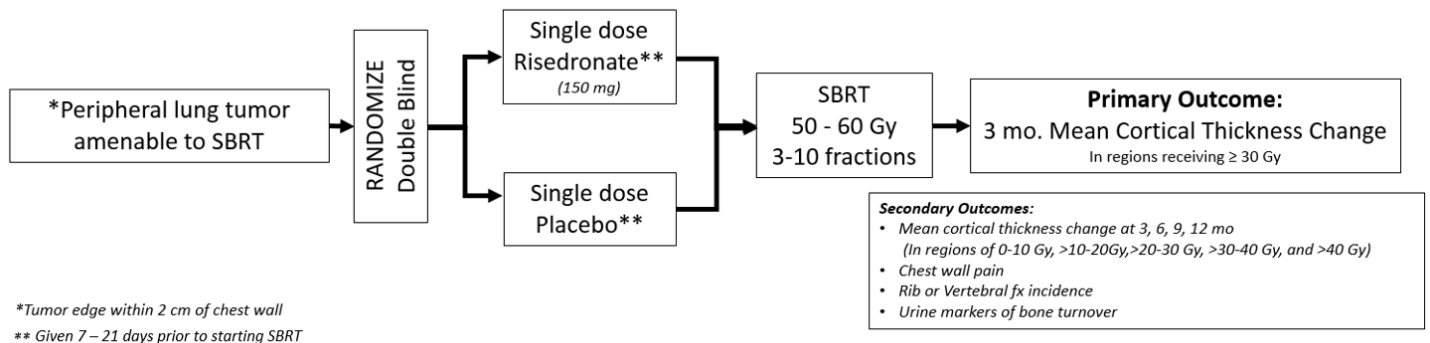 *Peripheral lung tumor
amenable to SBRT
RANDOMIZE
Double Blind
Single dose
Risedronate**
(150 mg)
Single dose
Placebo**
SBRT
50 - 60 Gy
3-10 fractions
Primary Outcome:
3 mo. Mean Cortical Thickness Change
In regions receiving ≥ 30 Gy
Secondary Outcomes:
• Mean cortical thickness change at 3, 6, 9, 12 mo
(In regions of 0-10 Gy, >10-20Gy,>20-30 Gy, >30-40 Gy, and >40 Gy)
• Chest wall pain
• Rib or Vertebral fx incidence
• Urine markers of bone turnover
*Tumor edge within 2 cm of chest wall
** Given 7 – 21 days prior to starting SBRT